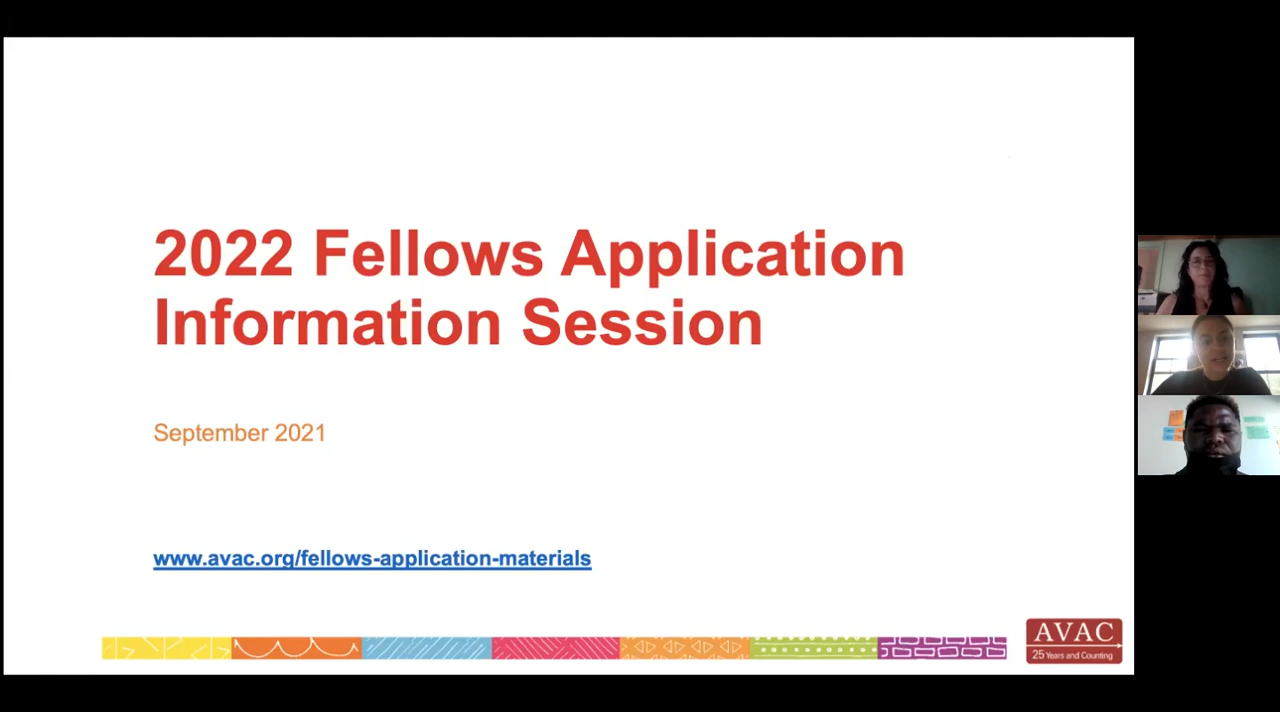 2022 Fellows Application
Information Session
September 2021
www.avac.org/fellows-application-materials
AVAC
25 Years and Counting